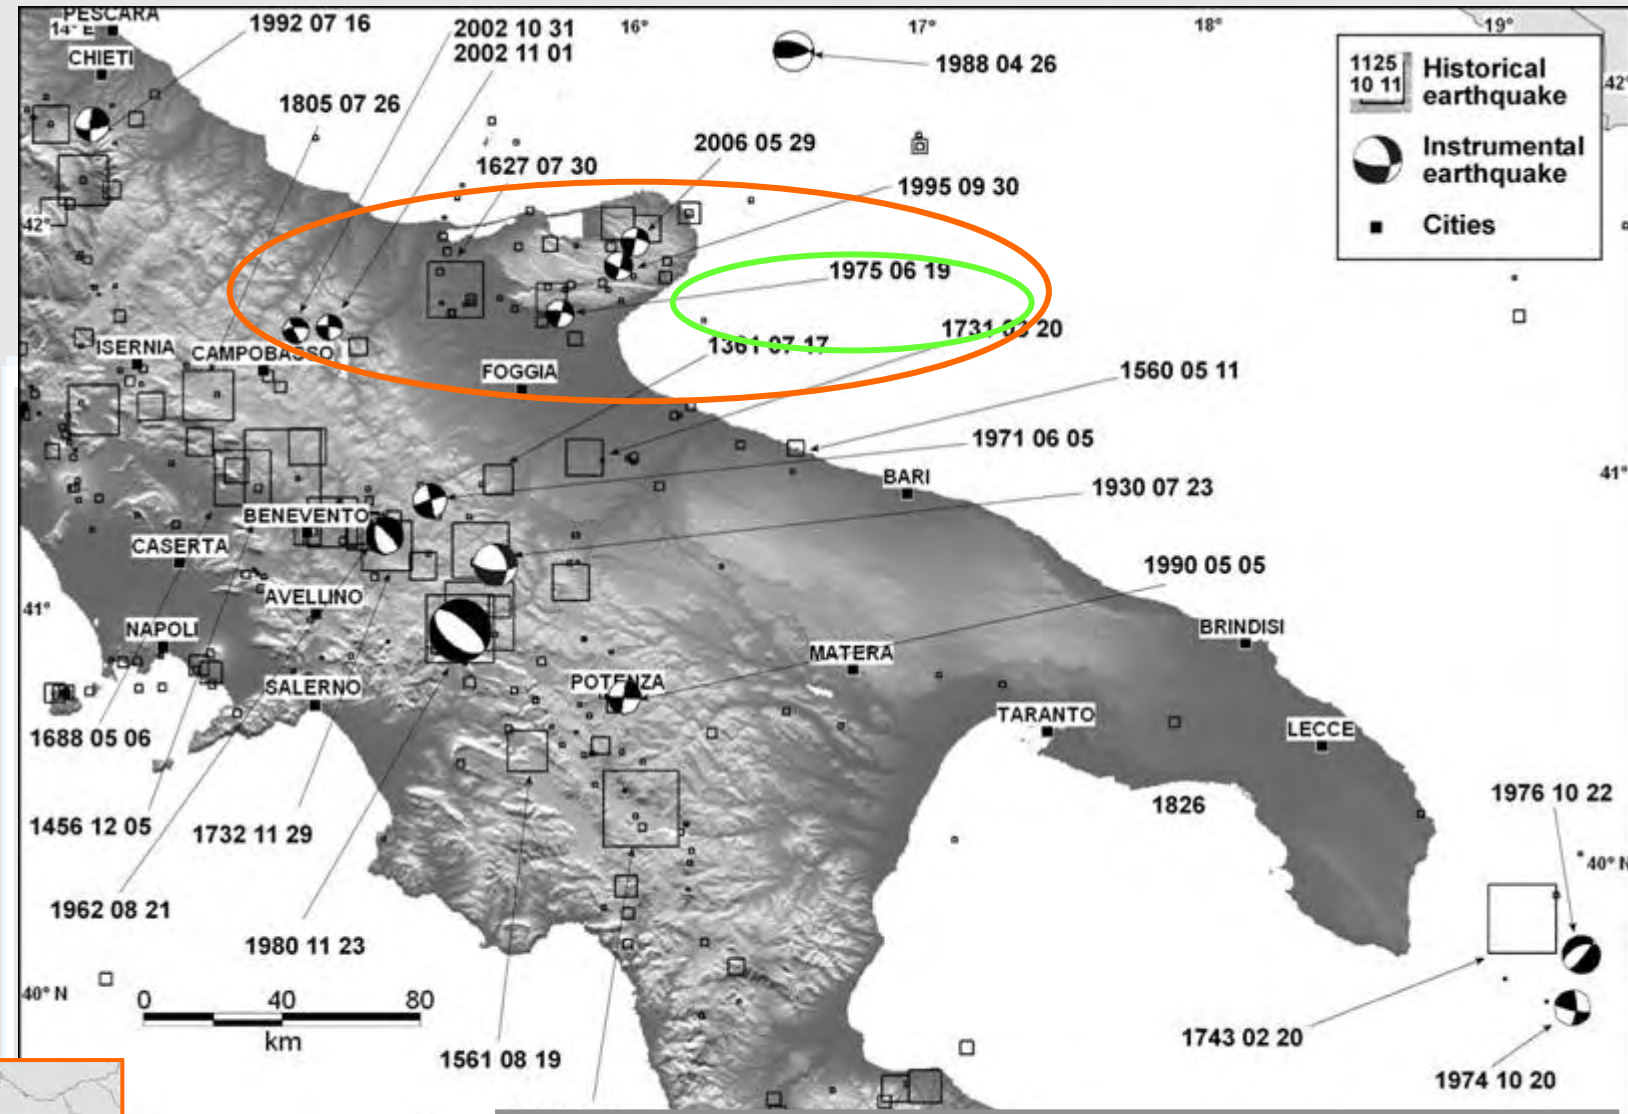 PESCARA
14° E
16°
17°
18°
19°
1992 07 16
2002 10 31
2002 11 01
CHIETI
1988 04 26
1125
10 11
Historical
earthquake
42°
1805 07 26
2006 05 29
Instrumental
earthquake
1627 07 30
1995 09 30
Cities
42°
1975 06 19
1731 03 20
1361 07 17
ISERNIA
CAMPOBASSO
FOGGIA
1560 05 11
1971 06 05
41°
BARI
1930 07 23
BENEVENTO
CASERTA
1990 05 05
AVELLINO
41°
NAPOLI
BRINDISI
MATERA
SALERNO
POTENZA
TARANTO
LECCE
1688 05 06
1976 10 22
1826
1456 12 05
1732 11 29
40° N
1962 08 21
1980 11 23
40° N
0 40 80
km
1743 02 20
1561 08 19
1974 10 20